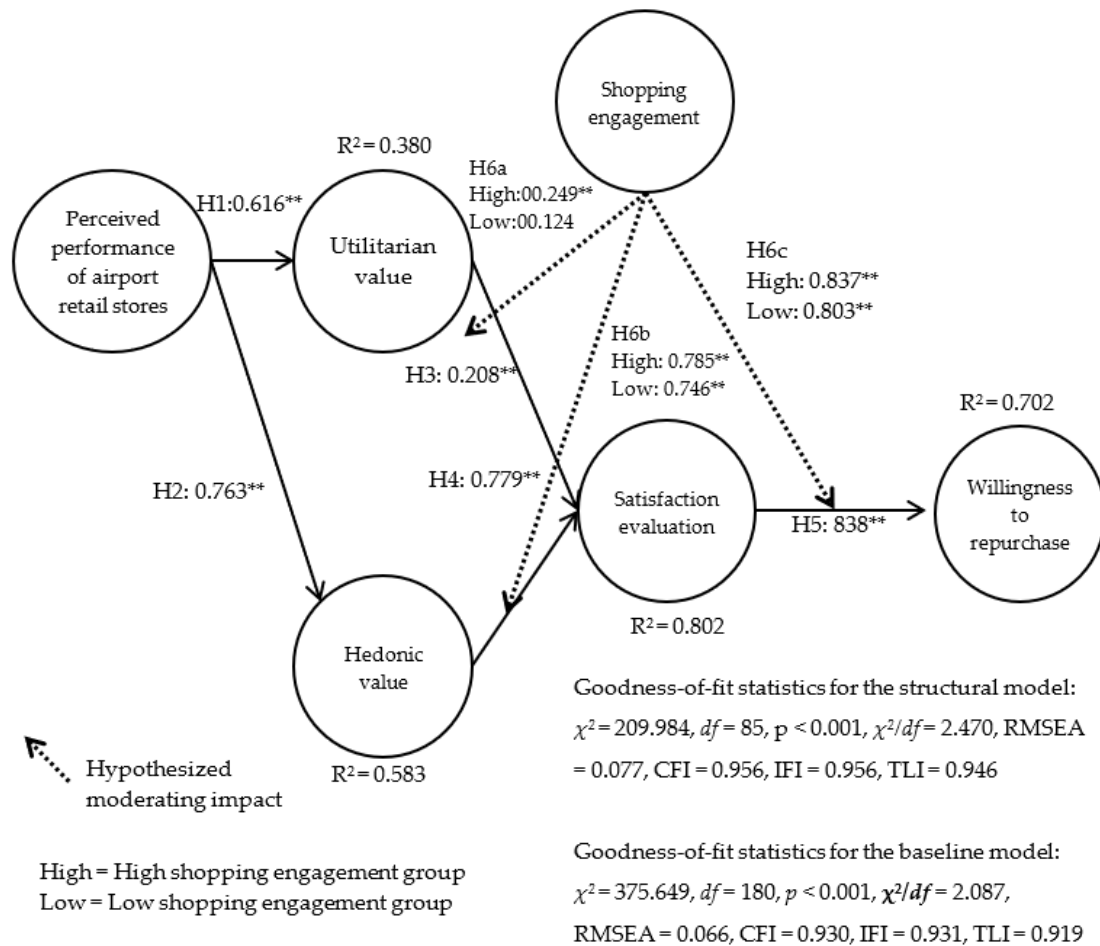 Shopping
engagement
R² = 0.380
H6a
High:00.249**
Low:00.124
H1:0.616**
Perceived
performance
of airport
retail stores
Utilitarian
value
H6c
High: 0.837**
Low: 0.803**
H6b
High: 0.785**
Low: 0.746**
H3: 0.208**
R² = 0.702
H2: 0.763**
H4: 0.779**
Satisfaction
evaluation
H5: 838**
Willingness
to
repurchase
R² = 0.802
Hedonic
value
R² = 0.583
Hypothesized
moderating impact
High = High shopping engagement group
Low = Low shopping engagement group
Goodness-of-fit statistics for the structural model:
χ² = 209.984, df = 85, p < 0.001, χ²/df = 2.470, RMSEA
= 0.077, CFI = 0.956, IFI = 0.956, TLI = 0.946
Goodness-of-fit statistics for the baseline model:
χ² = 375.649, df = 180, p < 0.001, χ²/df = 2.087,
RMSEA = 0.066, CFI = 0.930, IFI = 0.931, TLI = 0.919